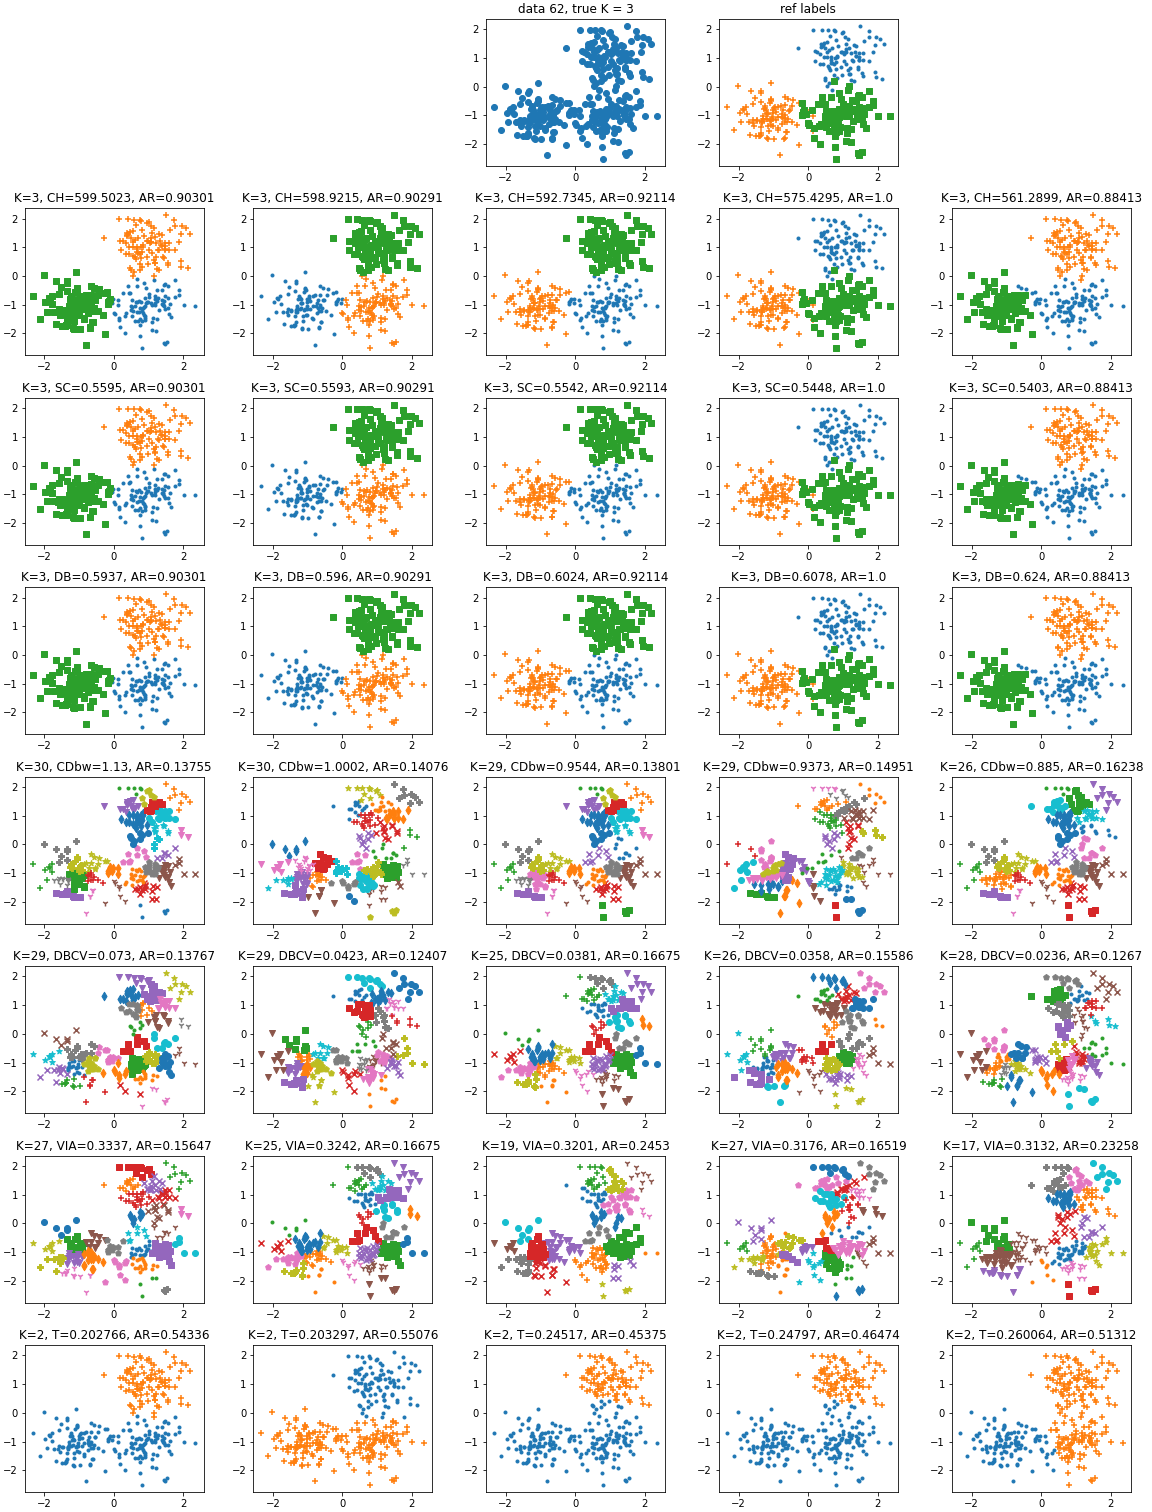 data 62, true K = 3
ref labels
K=3, CH=599.5023, AR=0.90301
K=3, CH=598.9215, AR=0.90291
K=3, CH=592.7345, AR=0.92114
K=3, CH=575.4295, AR=1.0
K=3, CH=561.2899, AR=0.88413
K=3, SC=0.5595, AR=0.90301
K=3, SC=0.5593, AR=0.90291
K=3, SC=0.5542, AR=0.92114
K=3, SC=0.5448, AR=1.0
K=3, SC=0.5403, AR=0.88413
K=3, DB=0.5937, AR=0.90301
K=3, DB=0.596, AR=0.90291
K=3, DB=0.6024, AR=0.92114
K=3, DB=0.6078, AR=1.0
K=3, DB=0.624, AR=0.88413
K=30, CDbw=1.13, AR=0.13755
K=30, CDbw=1.0002, AR=0.14076
K=29, CDbw=0.9544, AR=0.13801
K=29, CDbw=0.9373, AR=0.14951
K=26, CDbw=0.885, AR=0.16238
K=29, DBCV=0.073, AR=0.13767
K=29, DBCV=0.0423, AR=0.12407
K=25, DBCV=0.0381, AR=0.16675
K=26, DBCV=0.0358, AR=0.15586
K=28, DBCV=0.0236, AR=0.1267
K=27, VIA=0.3337, AR=0.15647
K=25, VIA=0.3242, AR=0.16675
K=19, VIA=0.3201, AR=0.2453
K=27, VIA=0.3176, AR=0.16519
K=17, VIA=0.3132, AR=0.23258
K=2, T=0.202766, AR=0.54336
K=2, T=0.203297, AR=0.55076
K=2, T=0.24517, AR=0.45375
K=2, T=0.24797, AR=0.46474
K=2, T=0.260064, AR=0.51312